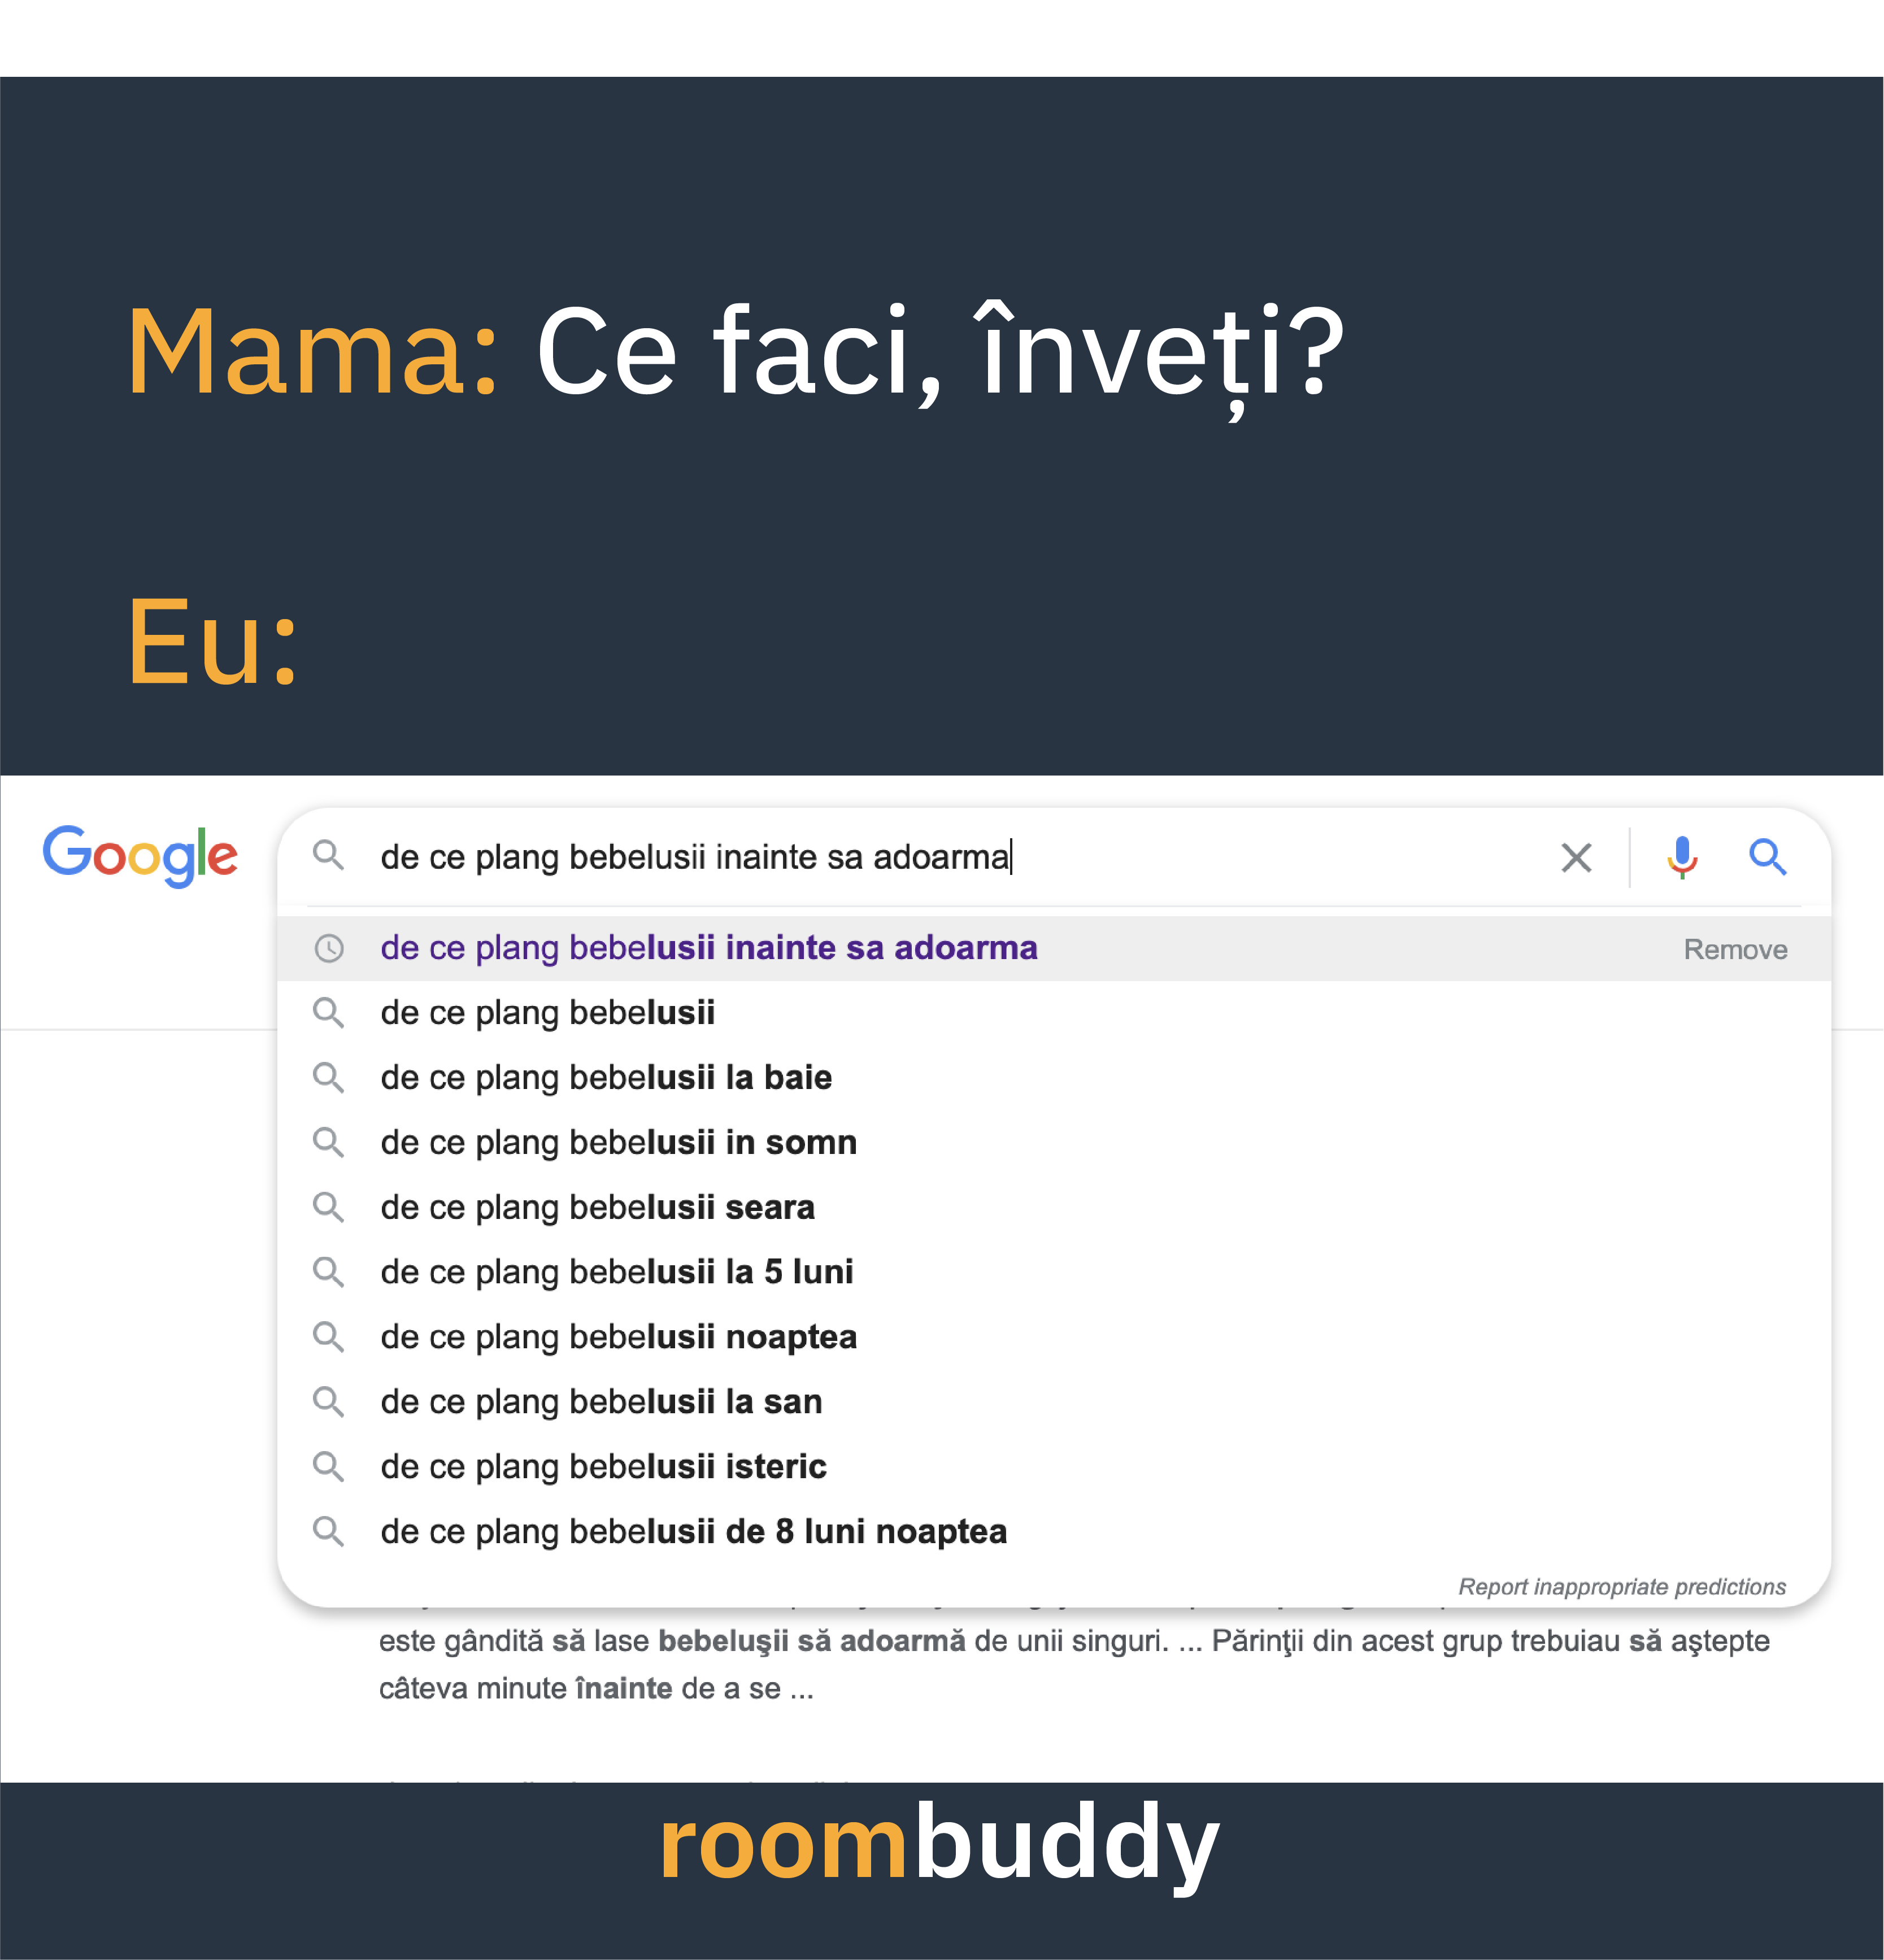 Mama: Ce faci, înveți?
Eu:
Google
de ce plang bebelusii inainte sa adoarma
de ce plang bebelusii inainte sa adoarma Remove
de ce plang bebelusii
de ce plang bebelusii la baie
de ce plang bebelusii in somn
de ce plang bebelusii seara
de ce plang bebelusii la 5 luni
de ce plang bebelusii noaptea
de ce plang bebelusii la san
de ce plang bebelusii isteric
de ce plang bebelusii de 8 luni noaptea
Report inappropriate predictions
este gândită să lase bebeluşii să adoarmă de unii singuri. ... Părinţii din acest grup trebuiau să aştepte
câteva minute înainte de a se ...
roombuddy